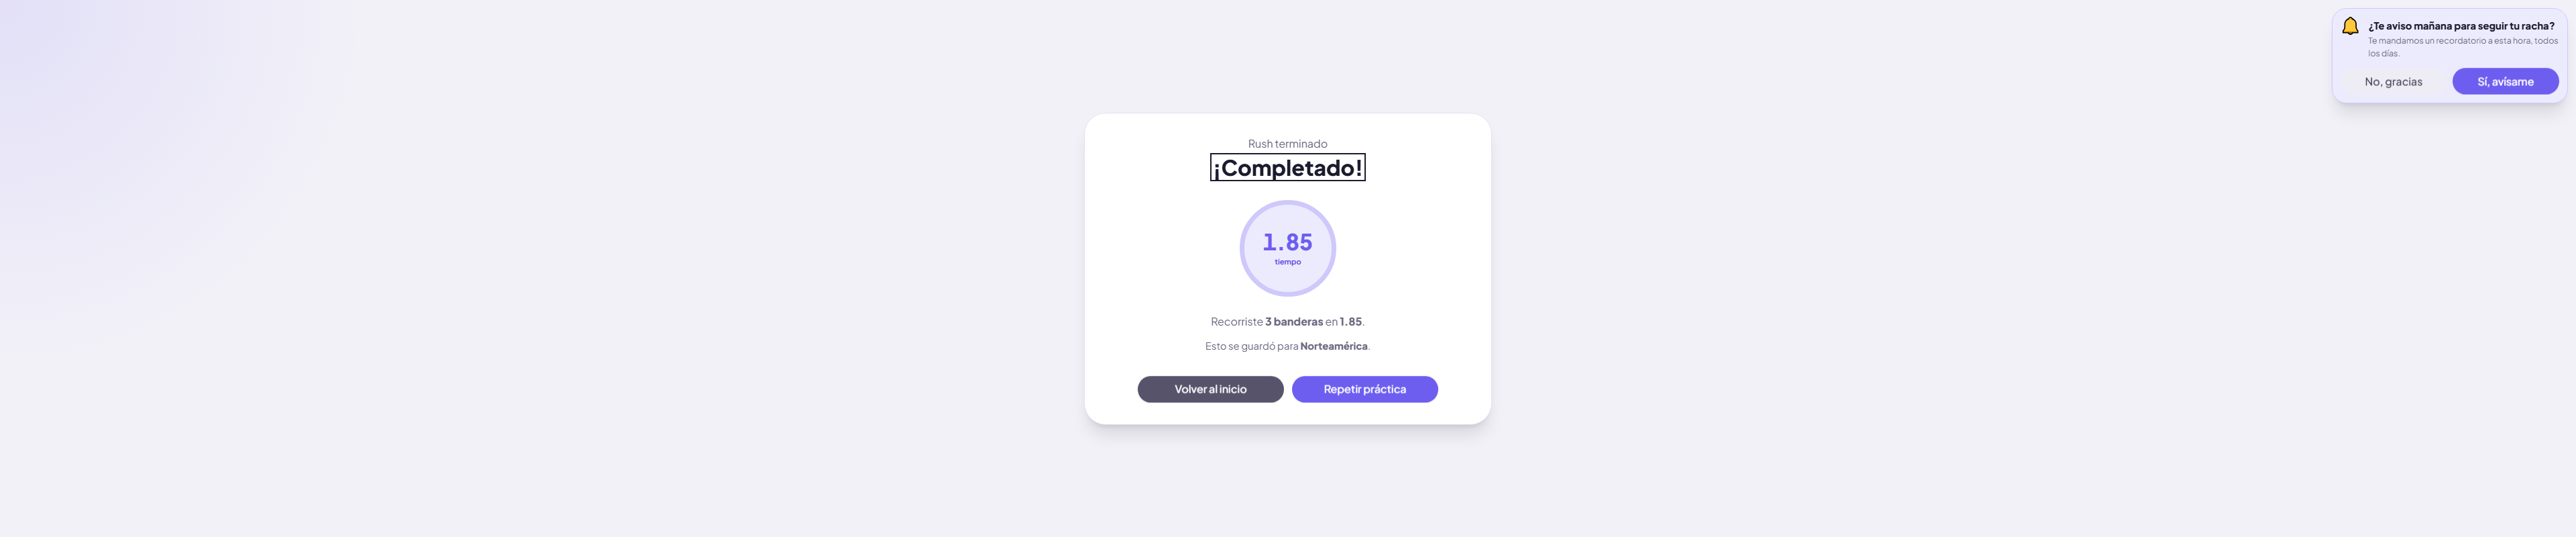 ¿Te aviso mañana para seguir tu racha?
Te mandamos un recordatorio a esta hora, todos
los días.
No, gracias
Sí, avísame
Rush terminado
¡Completado!
1.85
tiempo
Recorriste 3 banderas en 1.85.
Esto se guardó para Norteamérica.
Volver al inicio
Repetir práctica